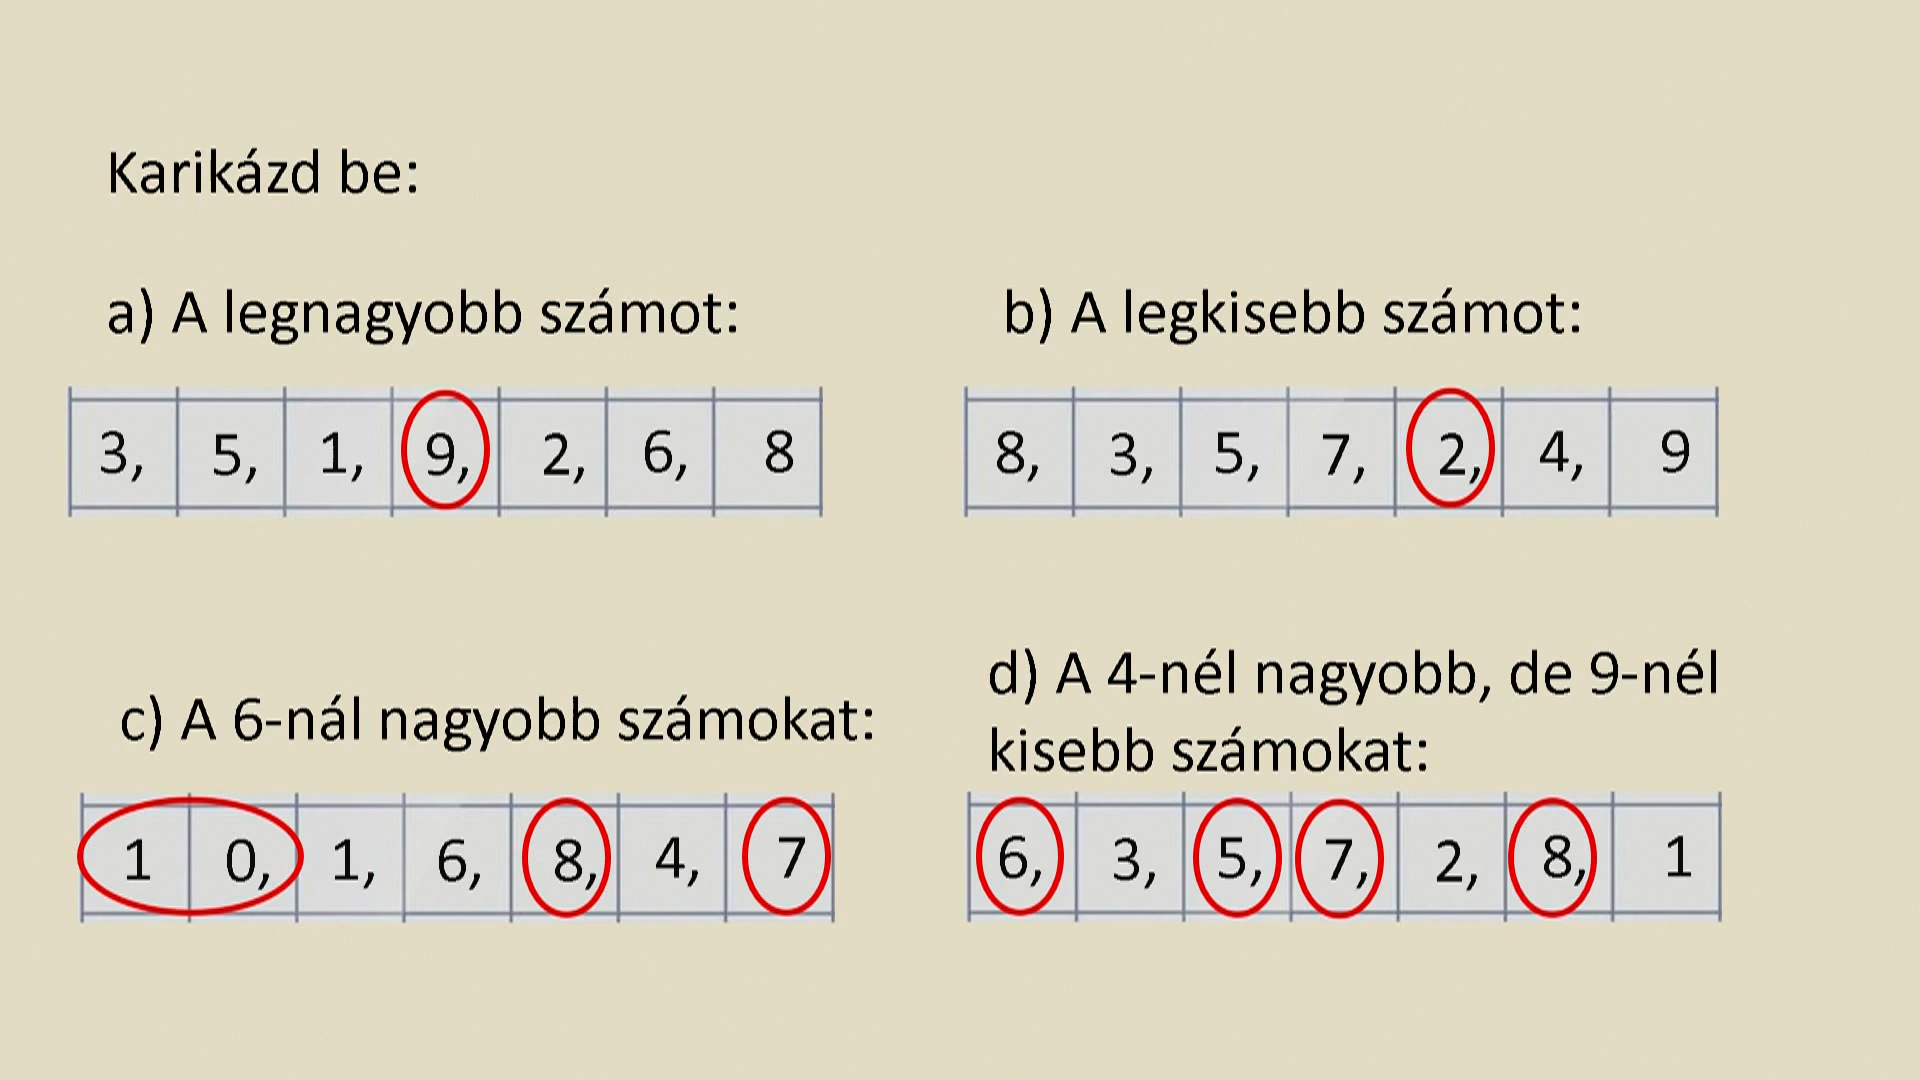 Karikázd be:
a) A legnagyobb számot:
3, 5, 1, 9, 2, 6, 8
b) A legkisebb számot:
8, 3, 5, 7, 2, 4, 9
c) A 6-nál nagyobb számokat:
1 0, 1, 6, 8, 4, 7
d) A 4-nél nagyobb, de 9-nél
kisebb számokat:
6, 3, 5, 7, 2, 8, 1